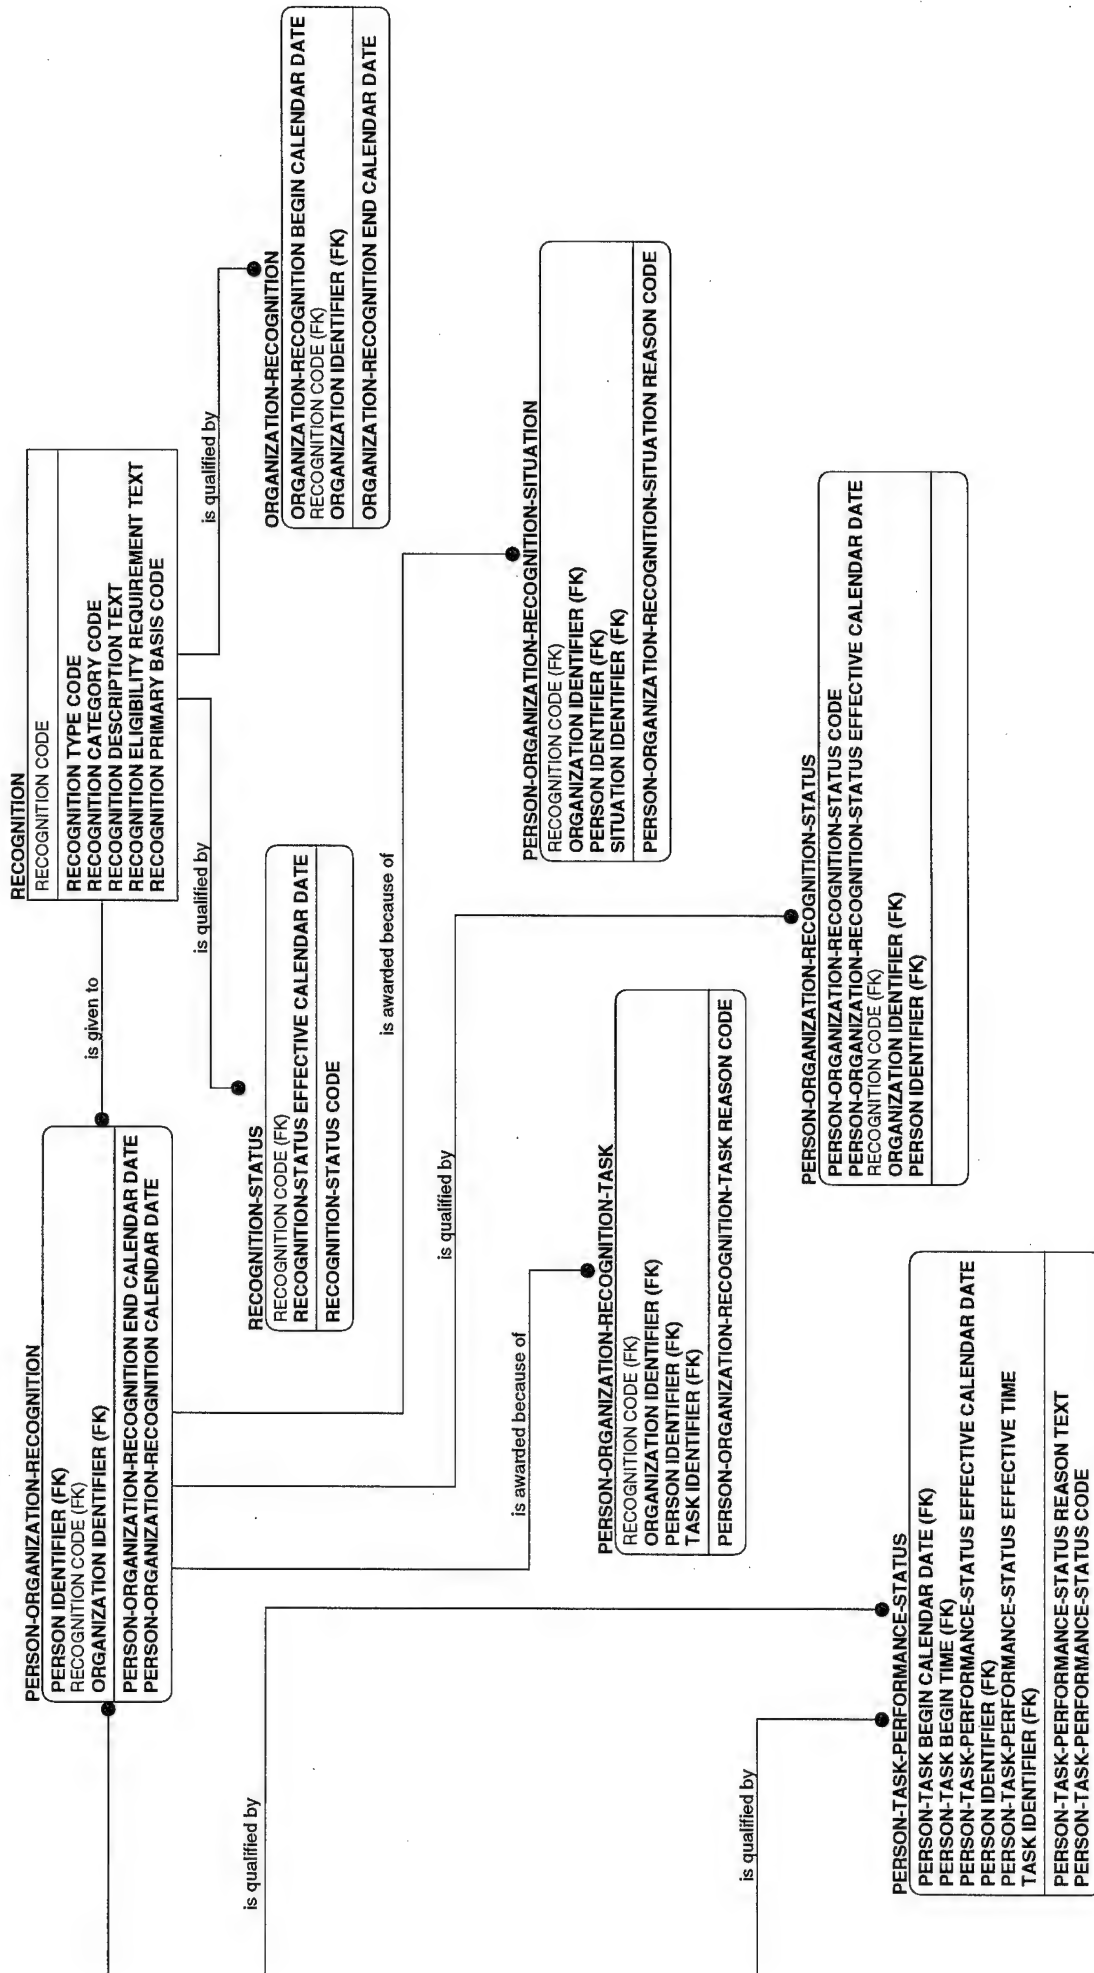 PERSON-ORGANIZATION-RECOGNITION
PERSON IDENTIFIER (FK)
RECOGNITION CODE (FK)
ORGANIZATION IDENTIFIER (FK)
PERSON-ORGANIZATION-RECOGNITION END CALENDAR DATE
PERSON-ORGANIZATION-RECOGNITION CALENDAR DATE
is given to
RECOGNITION
RECOGNITION CODE
RECOGNITION TYPE CODE
RECOGNITION CATEGORY CODE
RECOGNITION DESCRIPTION TEXT
RECOGNITION ELIGIBILITY REQUIREMENT TEXT
RECOGNITION PRIMARY BASIS CODE
is qualified by
is qualified by
RECOGNITION-STATUS
RECOGNITION CODE (FK)
RECOGNITION-STATUS EFFECTIVE CALENDAR DATE
RECOGNITION-STATUS CODE
ORGANIZATION-RECOGNITION
ORGANIZATION-RECOGNITION BEGIN CALENDAR DATE
RECOGNITION CODE (FK)
ORGANIZATION IDENTIFIER (FK)
ORGANIZATION-RECOGNITION END CALENDAR DATE
is qualified by
is awarded because of
is qualified by
is awarded because of
PERSON-ORGANIZATION-RECOGNITION-SITUATION
RECOGNITION CODE (FK)
ORGANIZATION IDENTIFIER (FK)
PERSON IDENTIFIER (FK)
SITUATION IDENTIFIER (FK)
PERSON-ORGANIZATION-RECOGNITION-SITUATION REASON CODE
PERSON-ORGANIZATION-RECOGNITION-TASK
RECOGNITION CODE (FK)
ORGANIZATION IDENTIFIER (FK)
PERSON IDENTIFIER (FK)
TASK IDENTIFIER (FK)
PERSON-ORGANIZATION-RECOGNITION-TASK REASON CODE
is qualified by
PERSON-ORGANIZATION-RECOGNITION-STATUS
PERSON-ORGANIZATION-RECOGNITION-STATUS CODE
PERSON-ORGANIZATION-RECOGNITION-STATUS EFFECTIVE CALENDAR DATE
RECOGNITION CODE (FK)
ORGANIZATION IDENTIFIER (FK)
PERSON IDENTIFIER (FK)
PERSON-TASK-PERFORMANCE-STATUS
PERSON-TASK BEGIN CALENDAR DATE (FK)
PERSON-TASK BEGIN TIME (FK)
PERSON-TASK-PERFORMANCE-STATUS EFFECTIVE CALENDAR DATE
PERSON IDENTIFIER (FK)
PERSON-TASK-PERFORMANCE-STATUS EFFECTIVE TIME
TASK IDENTIFIER (FK)
PERSON-TASK-PERFORMANCE-STATUS REASON TEXT
PERSON-TASK-PERFORMANCE-STATUS CODE